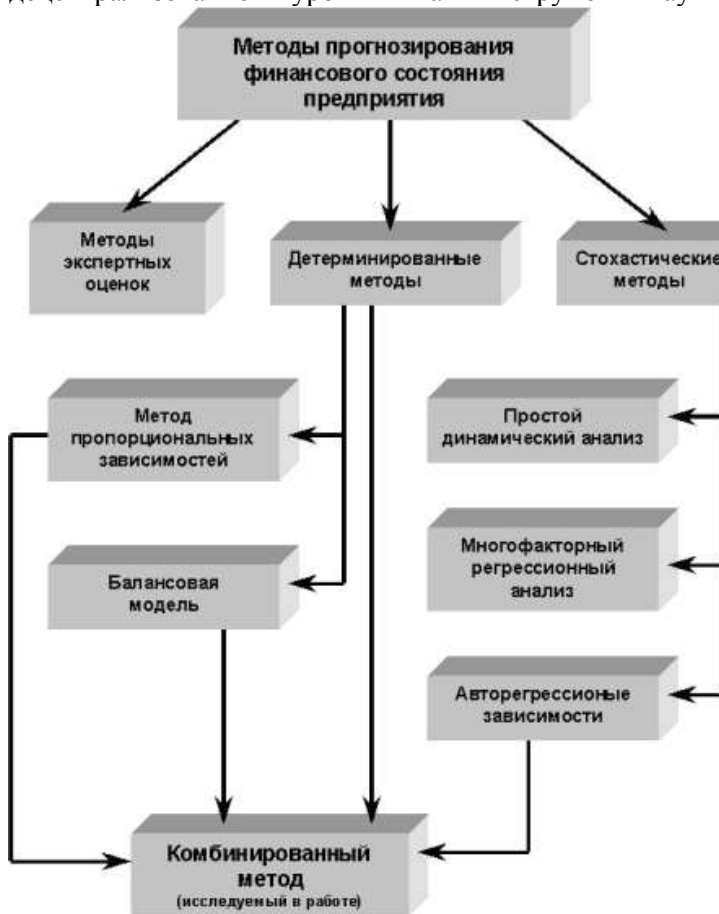 Методы прогнозирования
финансового состояния
предприятия
Методы
экспертных
оценок
Детерминированные
методы
Стохастические
методы
Метод
пропорциональных
зависимостей
Простой
динамический анализ
Балансовая
модель
Многофакторный
регрессионный
анализ
Авторегрессионые
зависимости
Комбинированный
метод
(исследуемый в работе)